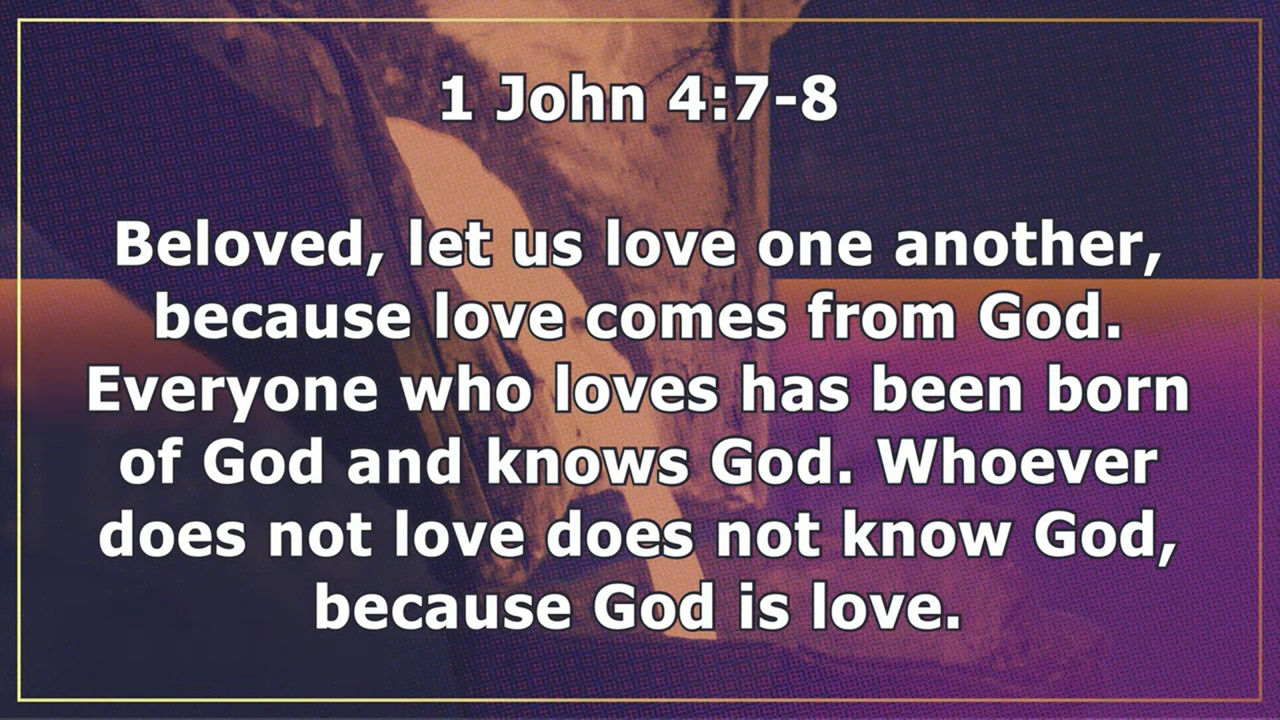 1 John 4:7-8
Beloved, let us love one another,
because love comes from God.
Everyone who loves has been born
of God and knows God. Whoever
does not love does not know God,
because God is love.